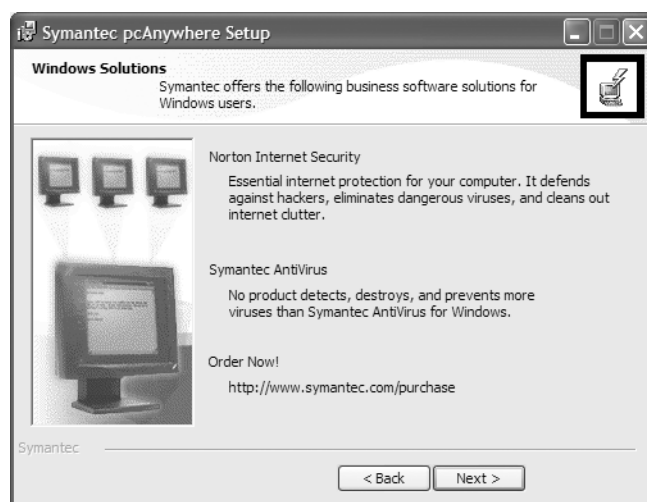 Symantec pcAnywhere Setup
Windows Solutions
Symantec offers the following business software solutions for
Windows users.
Norton Internet Security
Essential internet protection for your computer. It defends
against hackers, eliminates dangerous viruses, and cleans out
internet clutter.
Symantec AntiVirus
No product detects, destroys, and prevents more
viruses than Symantec AntiVirus for Windows.
Order Now!
http://www.symantec.com/purchase
Symantec
< Back
Next >